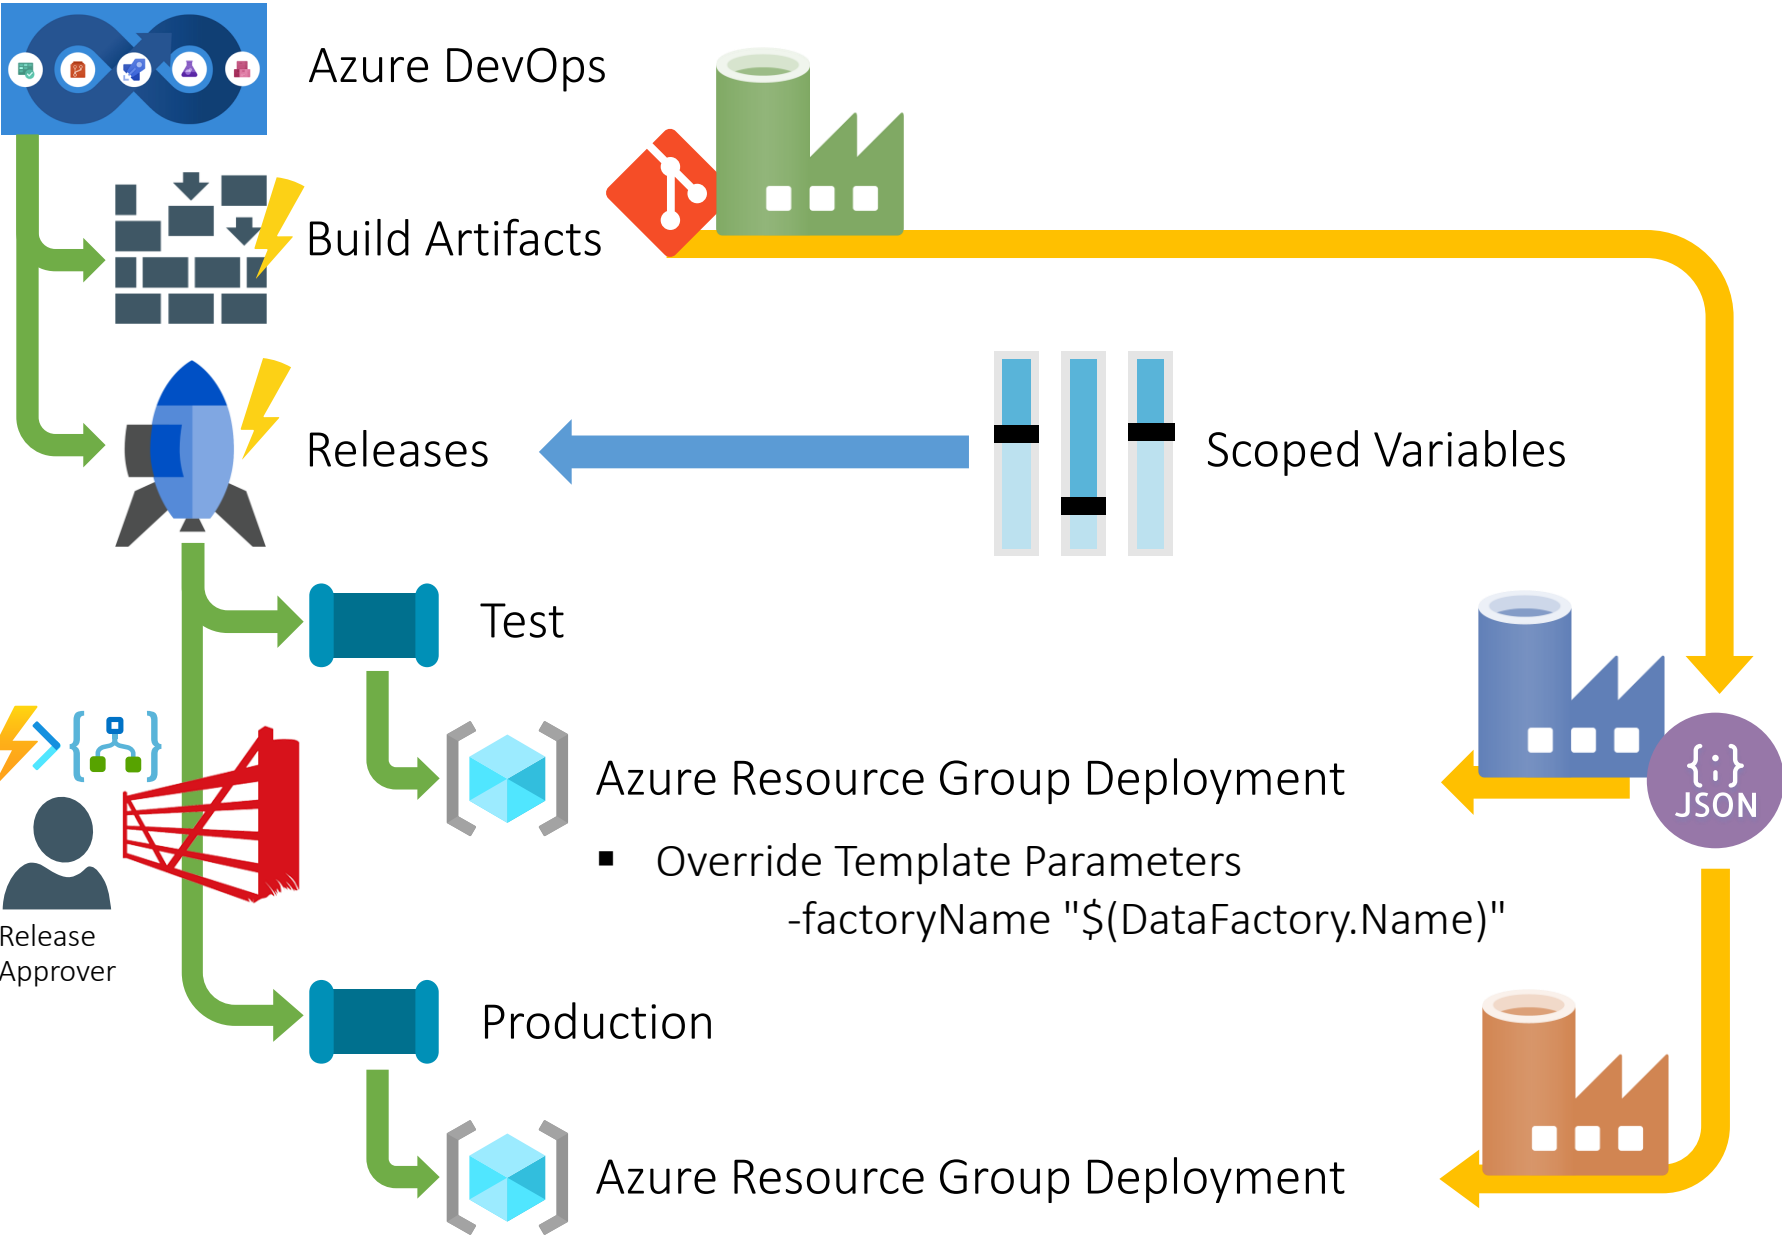 Azure DevOps
Build Artifacts
Releases
Scoped Variables
Test
Azure Resource Group Deployment
{;}
JSON
▪ Override Template Parameters
-factoryName "$(DataFactory.Name)"
Release
Approver
Production
Azure Resource Group Deployment